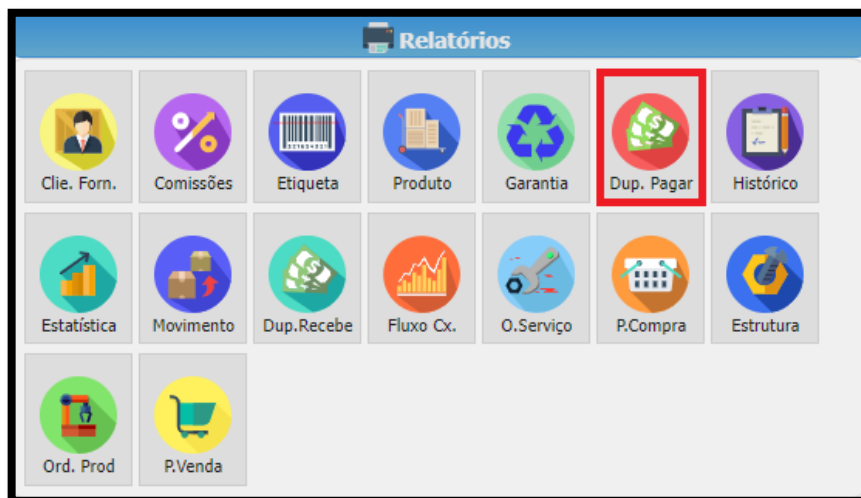 Relatórios
Clie. Forn. Comissões Etiqueta Produto Garantia Dup. Pagar Histórico
Estatística Movimento Dup.Recebe Fluxo Cx. O.Serviço P.Compra Estrutura
Ord. Prod P.Venda